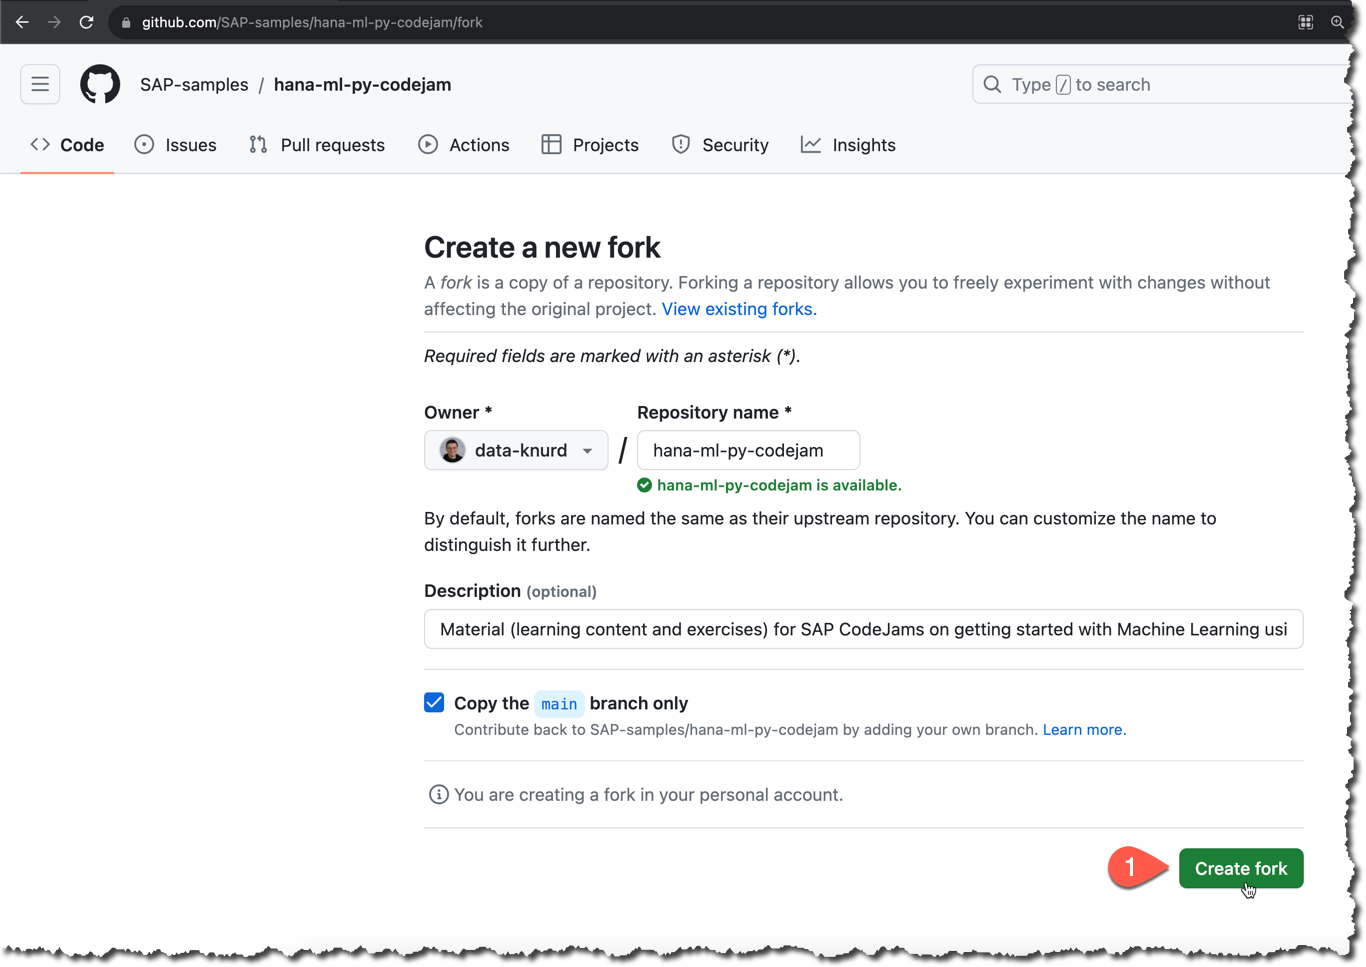 github.com/SAP-samples/hana-ml-py-codejam/fork
SAP-samples / hana-ml-py-codejam
Type / to search
Code Issues Pull requests Actions Projects Security Insights
Create a new fork
A fork is a copy of a repository. Forking a repository allows you to freely experiment with changes without
affecting the original project. View existing forks.
Required fields are marked with an asterisk (*).
Owner * Repository name *
data-knurd / hana-ml-py-codejam
hana-ml-py-codejam is available.
By default, forks are named the same as their upstream repository. You can customize the name to
distinguish it further.
Description (optional)
Material (learning content and exercises) for SAP CodeJams on getting started with Machine Learning usi
Copy the main branch only
Contribute back to SAP-samples/hana-ml-py-codejam by adding your own branch. Learn more.
You are creating a fork in your personal account.
1 Create fork